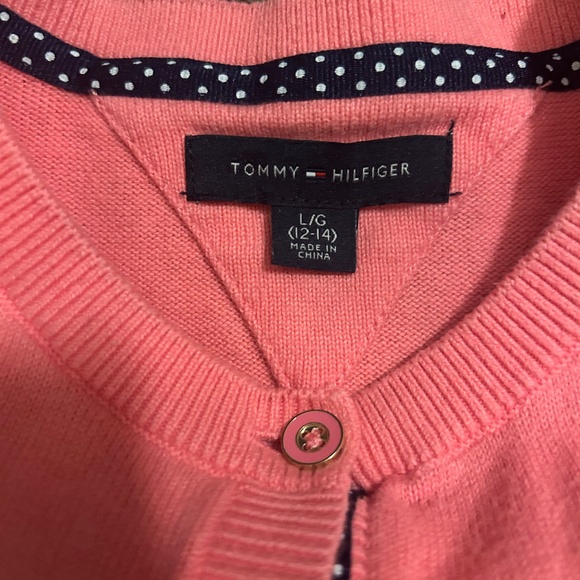 TOMMY HILFIGER
L/G
(12-14)
MADE IN
CHINA